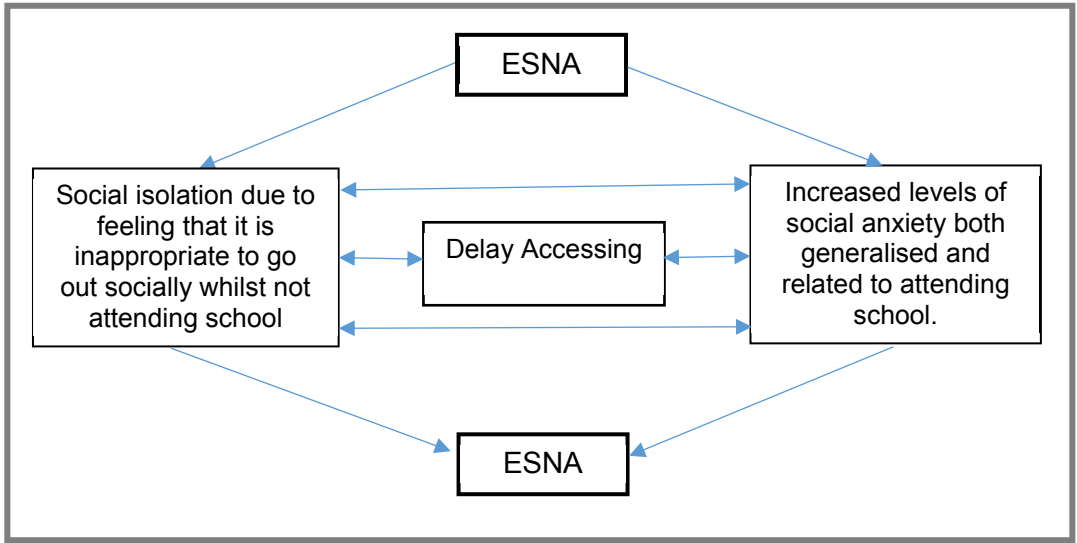 ESNA
Social isolation due to
feeling that it is
inappropriate to go
out socially whilst not
attending school
Delay Accessing
Increased levels of
social anxiety both
generalised and
related to attending
school.
ESNA